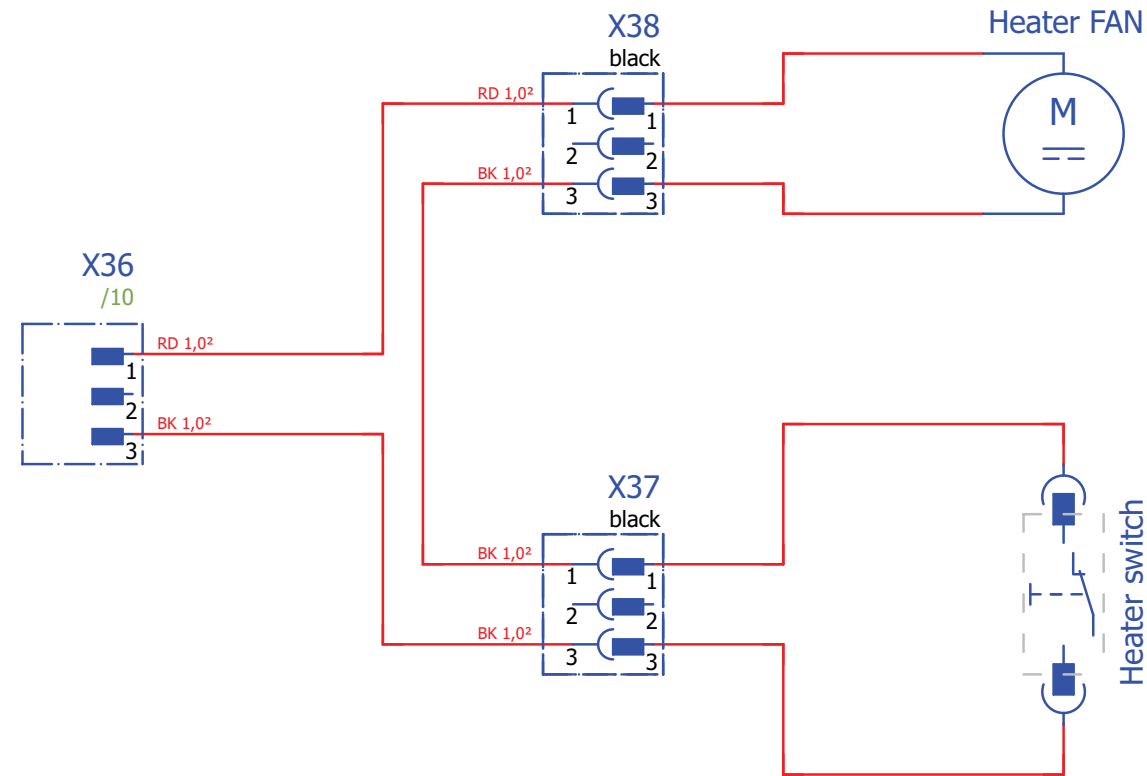 X38
black
Heater FAN
RD 1,0²
1
1
2
2
BK 1,0²
3
3
M
X36
/10
RD 1,0²
1
2
BK 1,0²
3
X37
black
BK 1,0²
1
1
2
2
BK 1,0²
3
3
Heater switch